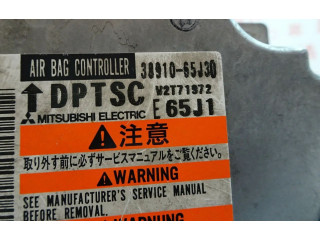 AIR BAG CONTROLLER 38910-65J30
DPTSC W2T71972
MITSUBISHI ELECTRIC E 65J1
注意
取り外す前に必ずサービスマニュアルをご覧ください。
WARNING
SEE MANUFACTURER'S SERVICE MANUAL
BEFORE REMOVAL.
WARNING